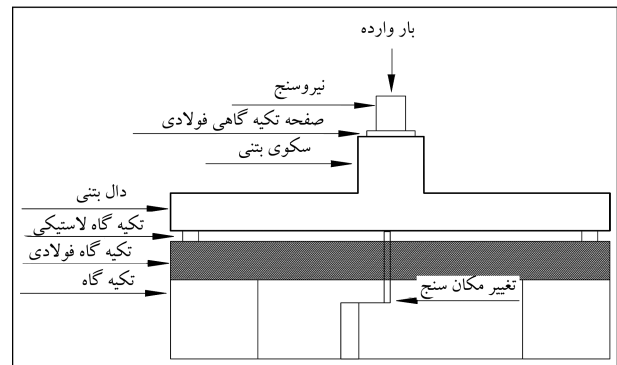 بار وارده
نیروسنج
صفحه تکیه گاهی فولادی
سکوی بتنی
دال بتنی
تکیه گاه لاستیکی
تکیه گاه فولادی
تکیه گاه
تغییر مکان سنج